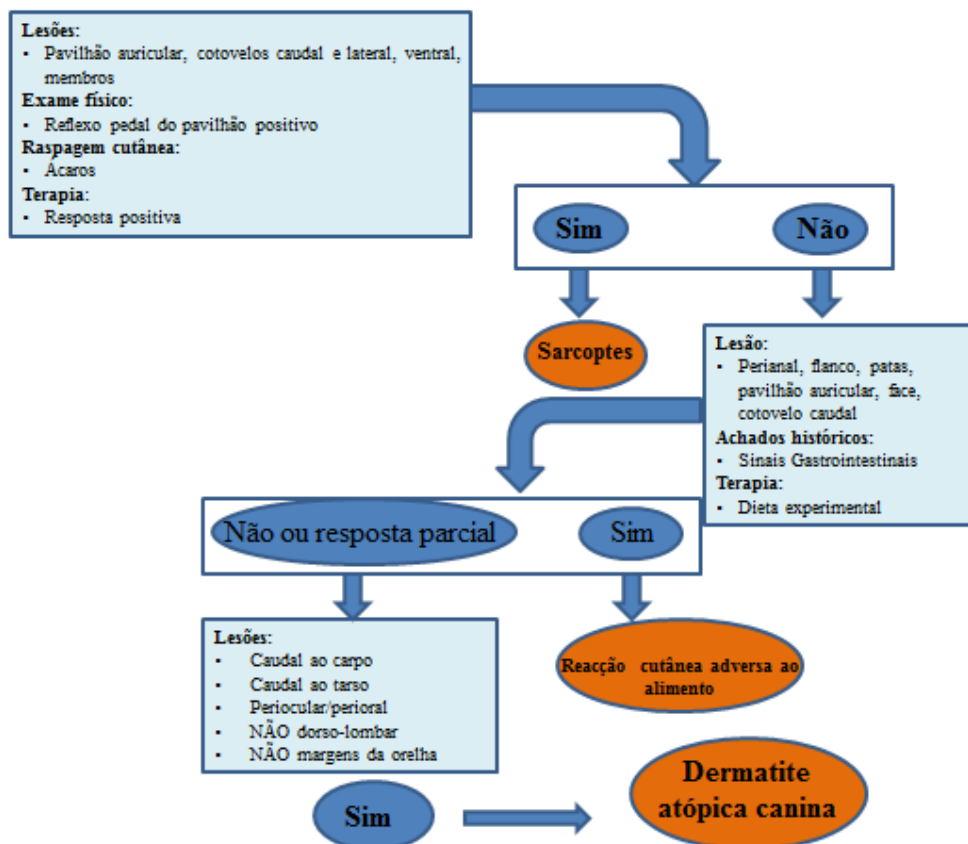 Lesões:
▪ Pavilhão auricular, cotovelos caudal e lateral, ventral,
membros
Exame físico:
▪ Reflexo pedal do pavilhão positivo
Raspagem cutânea:
▪ Ácaros
Terapia:
▪ Resposta positiva
Sim
Não
Sarcoptes
Lesão:
▪ Perianal, flanco, patas,
pavilhão auricular, face,
cotovelo caudal
Achados históricos:
▪ Sinais Gastrointestinais
Terapia:
▪ Dieta experimental
Não ou resposta parcial
Sim
Lesões:
▪ Caudal ao carpo
▪ Caudal ao tarso
▪ Periocular/perioral
▪ NÃO dorso-lombar
▪ NÃO margens da orelha
Reacção cutânea adversa ao
alimento
Sim
Dermatite
atópica canina